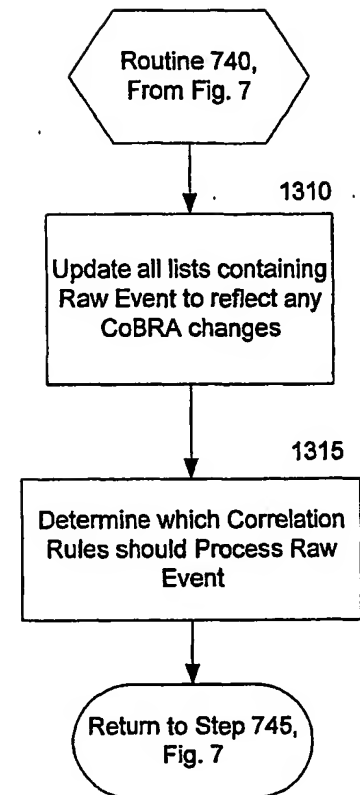 Routine 740,
From Fig. 7
1310
Update all lists containing
Raw Event to reflect any
CoBRA changes
1315
Determine which Correlation
Rules should Process Raw
Event
Return to Step 745,
Fig. 7